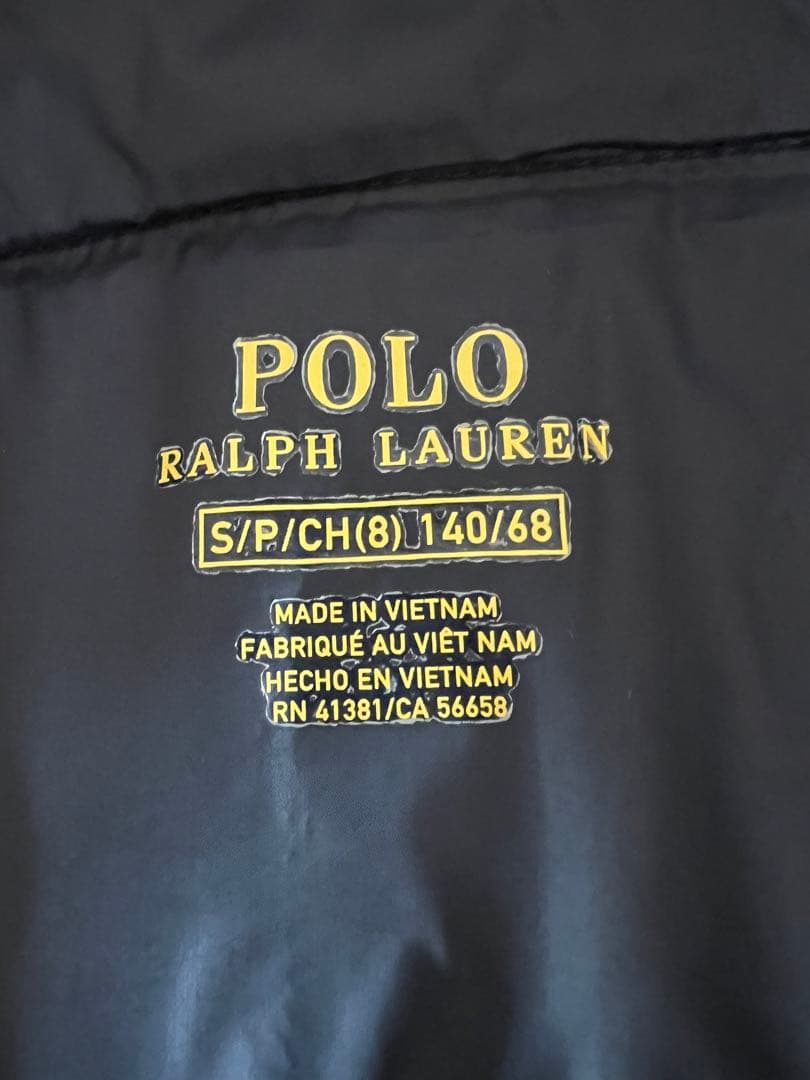 POLO
RALPH LAUREN
S/P/CH(8) 140/68
MADE IN VIETNAM
FABRIQUÉ AU VIÊT NAM
HECHO EN VIETNAM
RN 41381/CA 56658